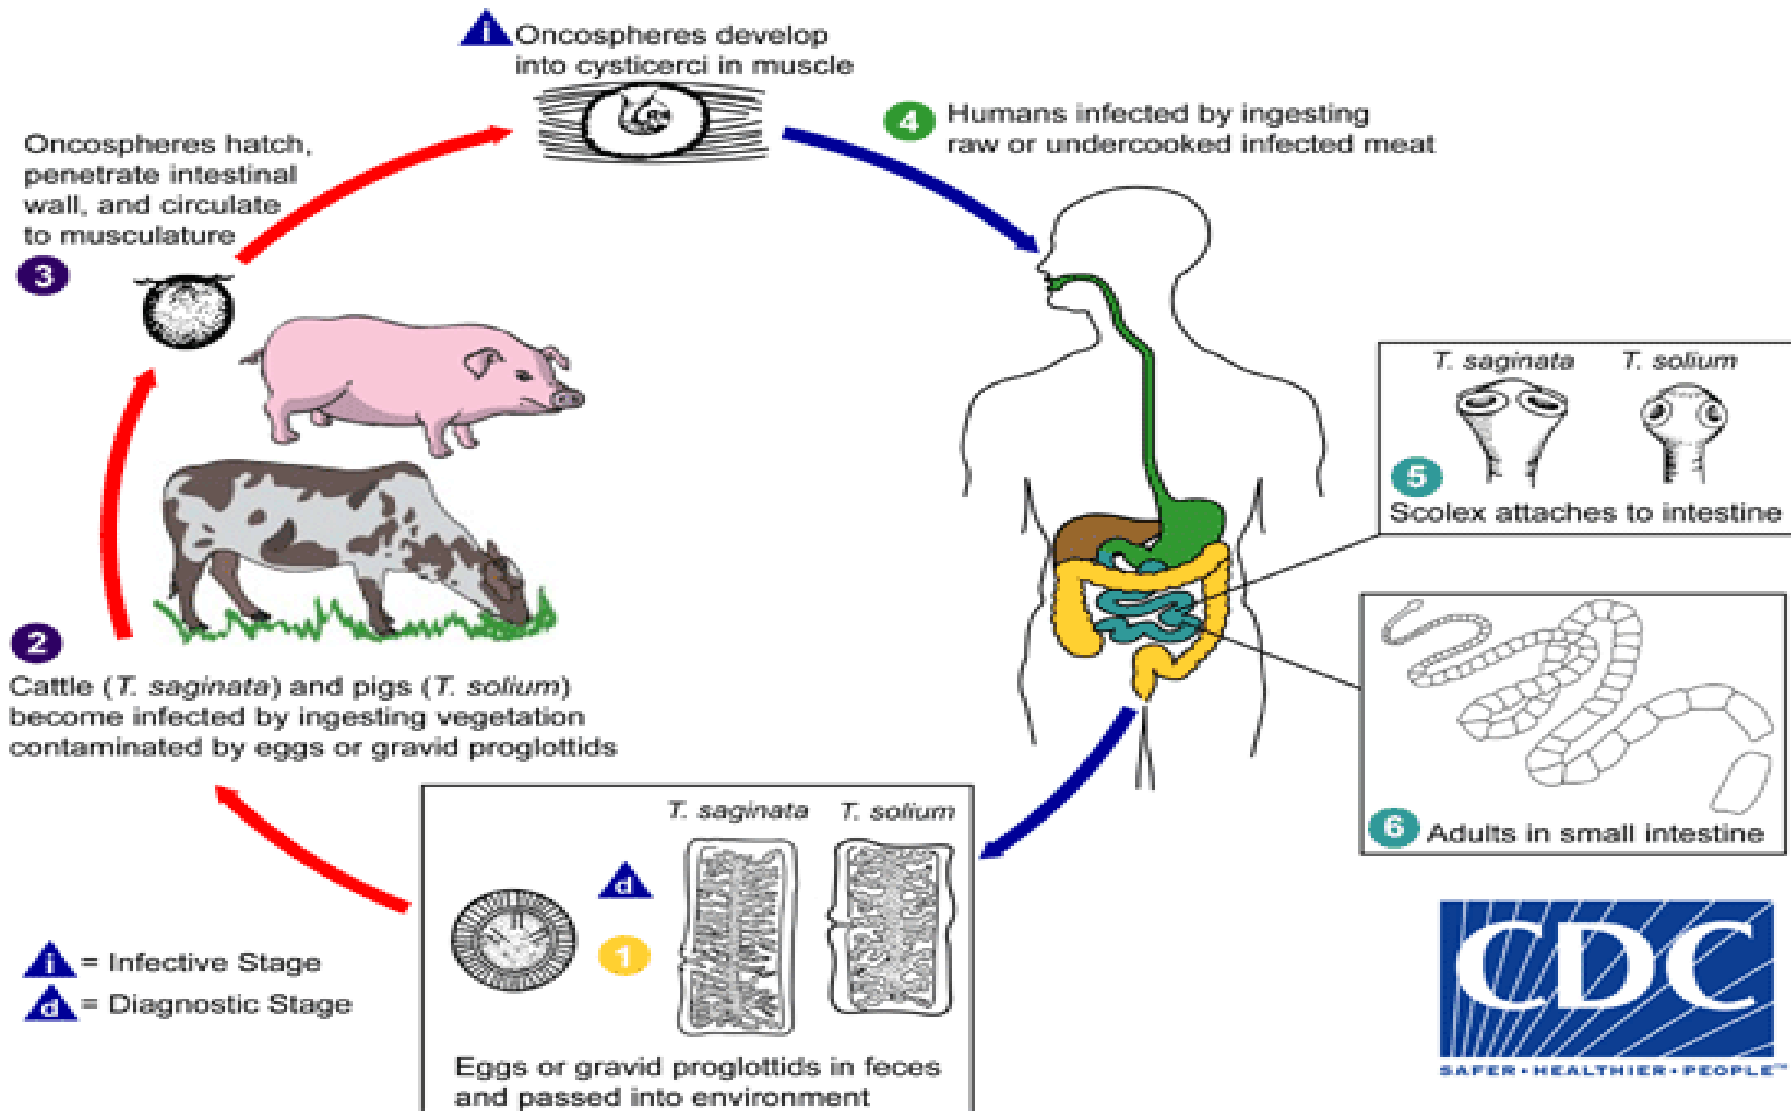 i Oncospheres develop
into cysticerci in muscle
4 Humans infected by ingesting
raw or undercooked infected meat
Oncospheres hatch,
penetrate intestinal
wall, and circulate
to musculature
3
T. saginata T. solium
5
Scolex attaches to intestine
2
Cattle (T. saginata) and pigs (T. solium)
become infected by ingesting vegetation
contaminated by eggs or gravid proglottids
6 Adults in small intestine
T. saginata T. solium
d
1
Eggs or gravid proglottids in feces
and passed into environment
i = Infective Stage
d = Diagnostic Stage
CDC
SAFER • HEALTHIER • PEOPLE™